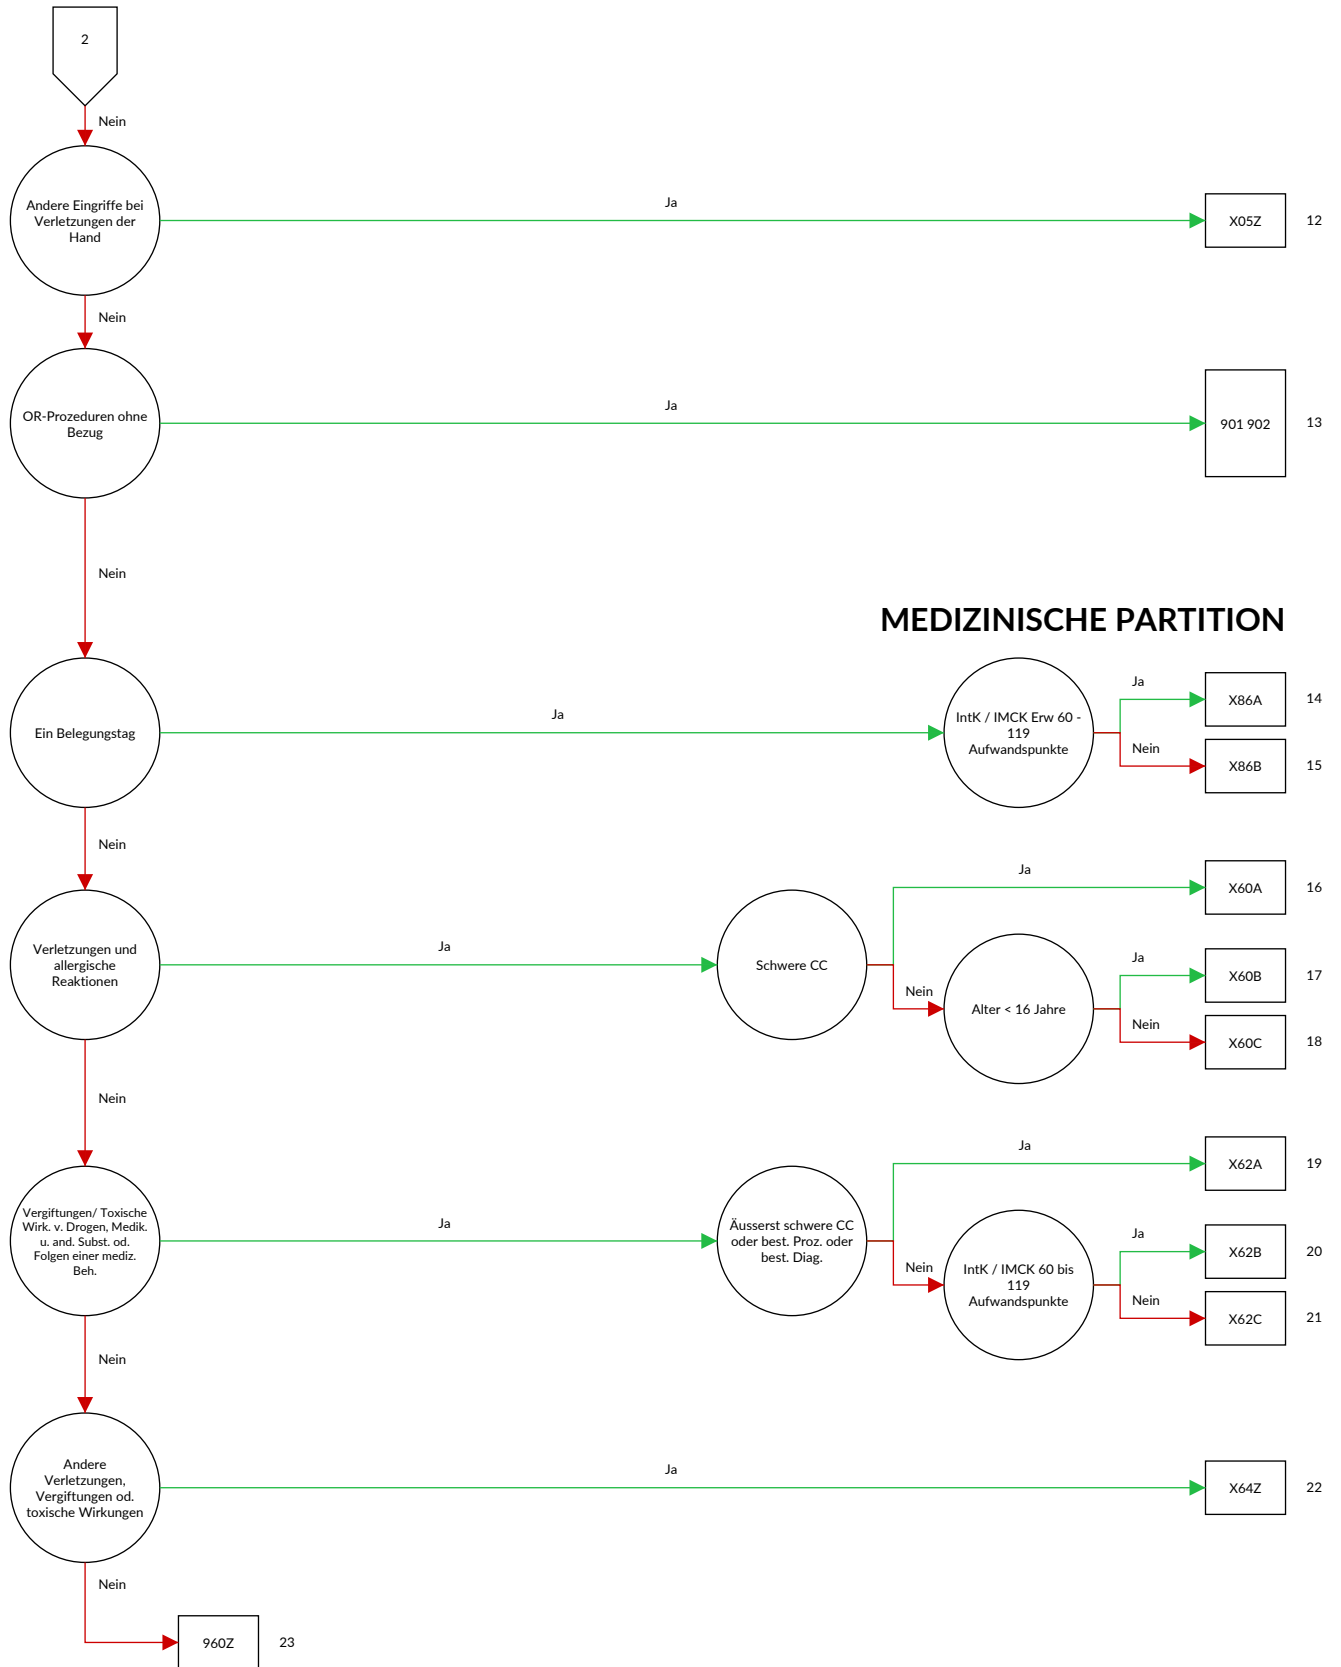 2
Nein
Andere Eingriffe bei
Verletzungen der
Hand
Ja
X05Z
12
Nein
OR-Prozeduren ohne
Bezug
Ja
901 902
13
Nein
MEDIZINISCHE PARTITION
Ein Belegungstag
Ja
IntK / IMCK Erw 60 -
119
Aufwandspunkte
Ja
X86A
14
Nein
X86B
15
Nein
Verletzungen und
allergische
Reaktionen
Ja
Schwere CC
Ja
X60A
16
Nein
Alter < 16 Jahre
Ja
X60B
17
Nein
X60C
18
Nein
Vergiftungen/ Toxische
Wirk. v. Drogen, Medik.
u. and. Subst. od.
Folgen einer mediz.
Beh.
Ja
Äusserst schwere CC
oder best. Proz. oder
best. Diag.
Ja
X62A
19
Nein
IntK / IMCK 60 bis
119
Aufwandspunkte
Ja
X62B
20
Nein
X62C
21
Nein
Andere
Verletzungen,
Vergiftungen od.
toxische Wirkungen
Ja
X64Z
22
Nein
960Z
23